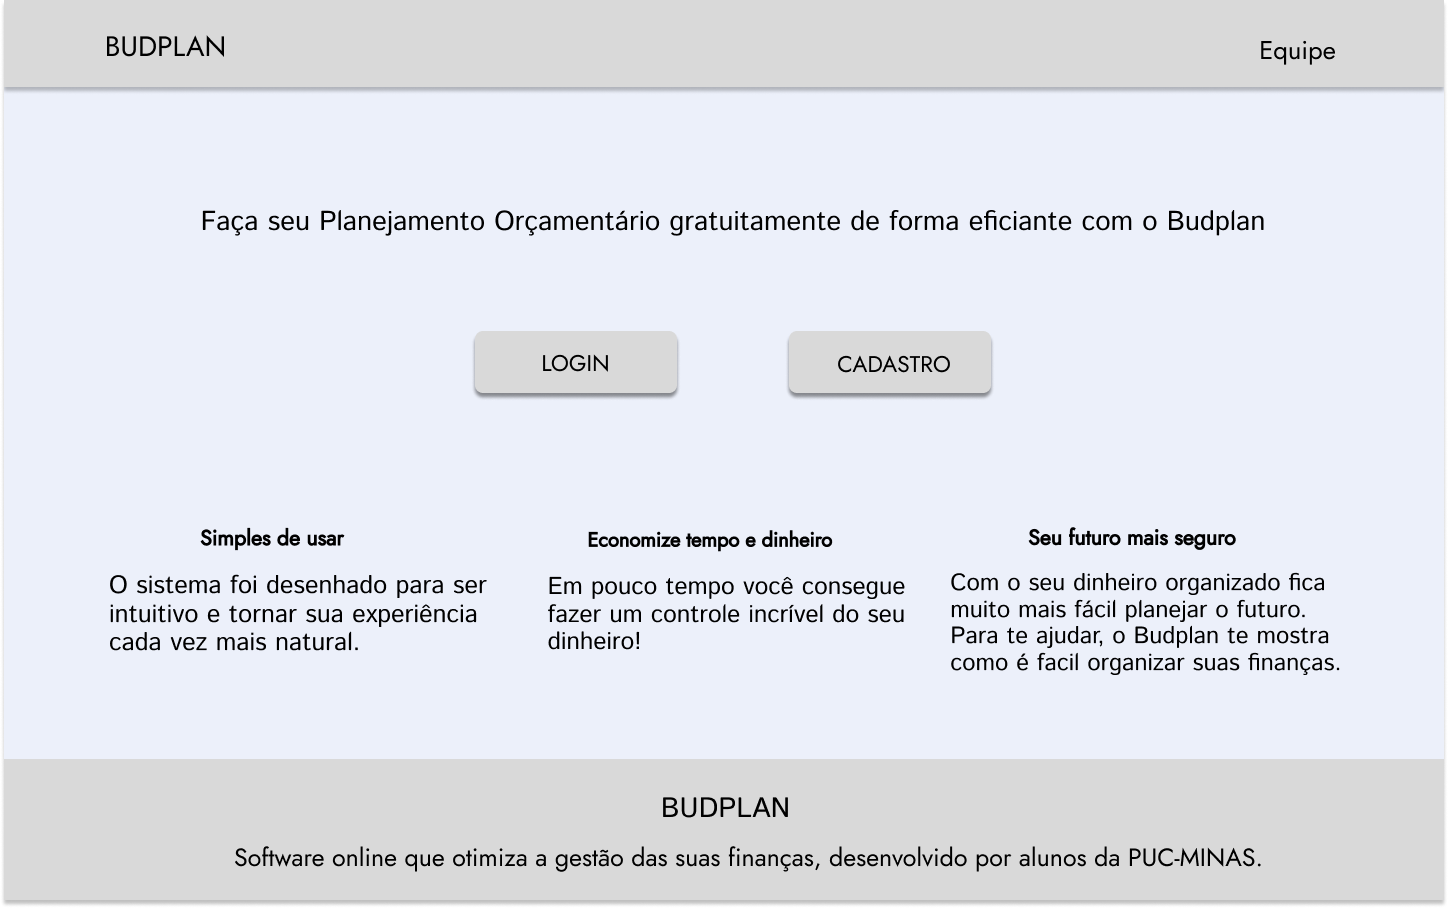 BUDPLAN
Equipe
Faça seu Planejamento Orçamentário gratuitamente de forma eficiante com o Budplan
LOGIN
CADASTRO
Simples de usar
O sistema foi desenhado para ser
intuitivo e tornar sua experiência
cada vez mais natural.
Economize tempo e dinheiro
Em pouco tempo você consegue
fazer um controle incrível do seu
dinheiro!
Seu futuro mais seguro
Com o seu dinheiro organizado fica
muito mais fácil planejar o futuro.
Para te ajudar, o Budplan te mostra
como é facil organizar suas finanças.
BUDPLAN
Software online que otimiza a gestão das suas finanças, desenvolvido por alunos da PUC-MINAS.